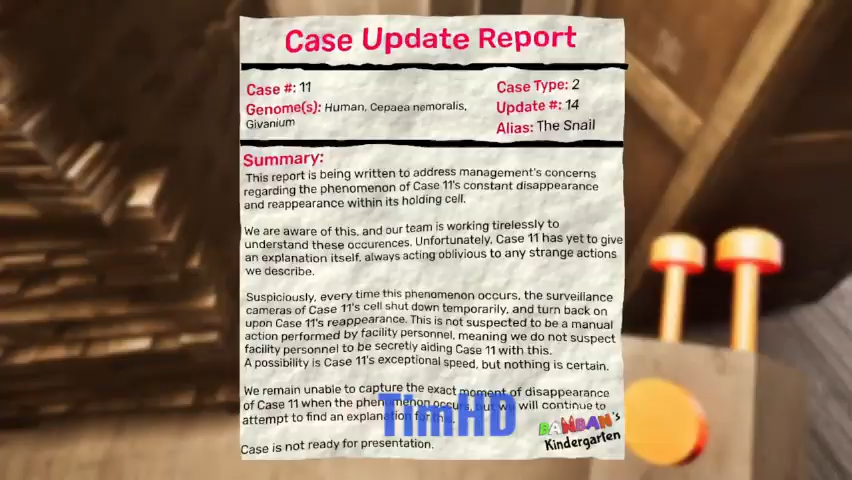 Case Update Report
Case #: 11
Case Type: 2
Genome(s): Human, Cepaea nemoralis,
Givanium
Update #: 14
Alias: The Snail
Summary:
This report is being written to address management's concerns
regarding the phenomenon of Case 11's constant disappearance
and reappearance within its holding cell.
We are aware of this, and our team is working tirelessly to
understand these occurences. Unfortunately, Case 11 has yet to give
an explanation itself, always acting oblivious to any strange actions
we describe.
Suspiciously, every time this phenomenon occurs, the surveillance
cameras of Case 11's cell shut down temporarily, and turn back on
upon Case 11's reappearance. This is not suspected to be a manual
action performed by facility personnel, meaning we do not suspect
facility personnel to be secretly aiding Case 11 with this.
A possibility is Case 11's exceptional speed, but nothing is certain.
We remain unable to capture the exact moment of disappearance
of Case 11 when the phenomenon occurs, but we will continue to
attempt to find an explanation for this.
TimHD
BANBAN's
Kindergarten
Case is not ready for presentation.